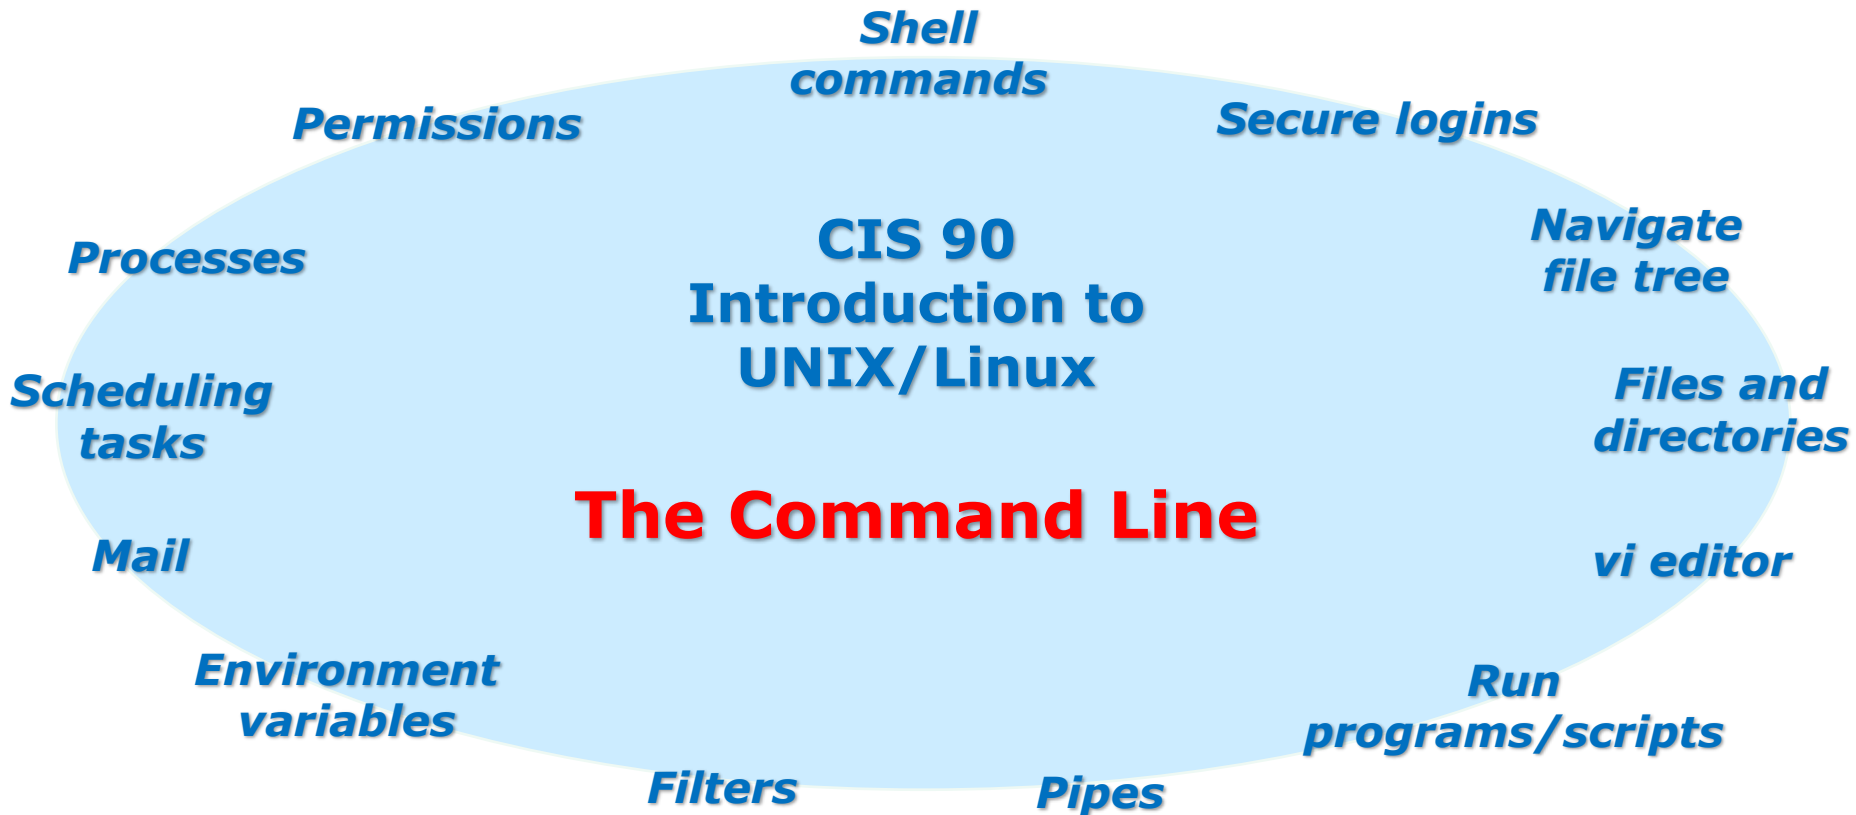 Shell
commands
Permissions
Secure logins
CIS 90
Introduction to
UNIX/Linux
Navigate
file tree
Processes
Scheduling
tasks
Files and
directories
The Command Line
Mail
vi editor
Environment
variables
Run
programs/scripts
Filters
Pipes